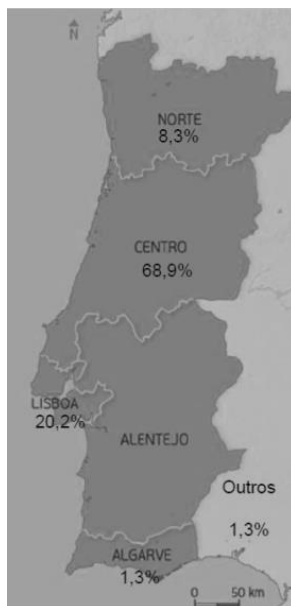 N
NORTE
8,3%
CENTRO
68,9%
LISBOA
20,2%
ALENTEJO
Outros
1,3%
ALGARVE
1,3%
0 50 km